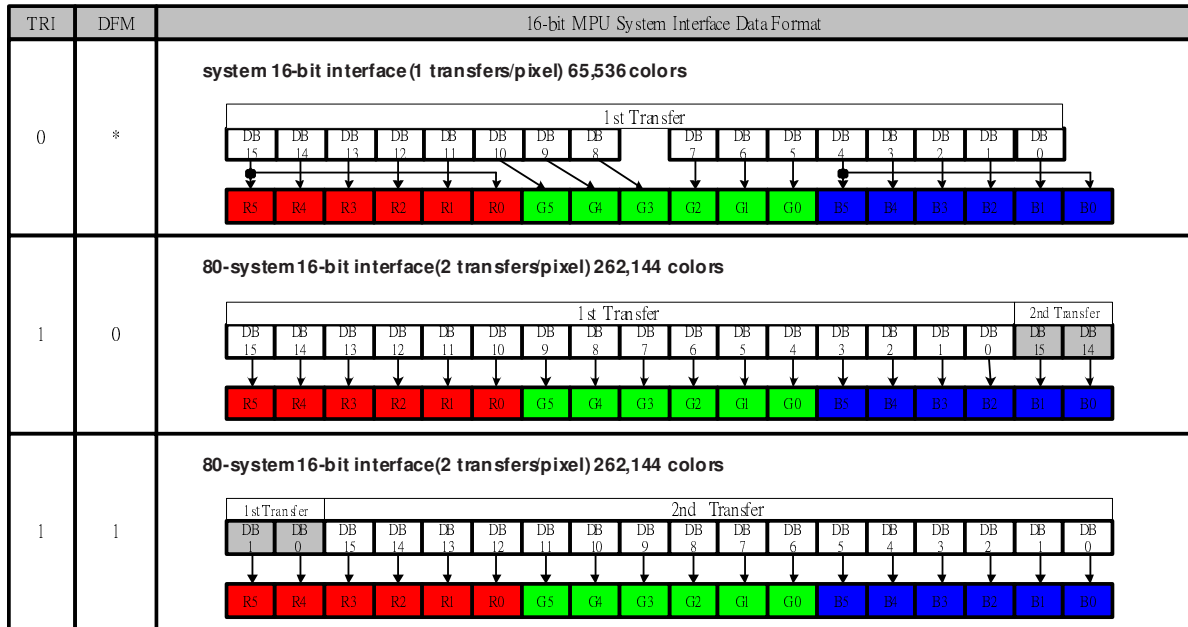 TRI DFM 16-bit MPU System Interface Data Format
system 16-bit interface (1 transfers/pixel) 65,536 colors
0 *
1st Transfer
DB 15 DB 14 DB 13 DB 12 DB 11 DB 10 DB 9 DB 8 DB 7 DB 6 DB 5 DB 4 DB 3 DB 2 DB 1 DB 0
R5 R4 R3 R2 R1 R0 G5 G4 G3 G2 G1 G0 B5 B4 B3 B2 B1 B0
80-system 16-bit interface (2 transfers/pixel) 262,144 colors
1 0
1st Transfer 2nd Transfer
DB 15 DB 14 DB 13 DB 12 DB 11 DB 10 DB 9 DB 8 DB 7 DB 6 DB 5 DB 4 DB 3 DB 2 DB 1 DB 0 DB 15 DB 14
R5 R4 R3 R2 R1 R0 G5 G4 G3 G2 G1 G0 B5 B4 B3 B2 B1 B0
80-system 16-bit interface (2 transfers/pixel) 262,144 colors
1 1
1st Transfer 2nd Transfer
DB 1 DB 0 DB 15 DB 14 DB 13 DB 12 DB 11 DB 10 DB 9 DB 8 DB 7 DB 6 DB 5 DB 4 DB 3 DB 2 DB 1 DB 0
R5 R4 R3 R2 R1 R0 G5 G4 G3 G2 G1 G0 B5 B4 B3 B2 B1 B0